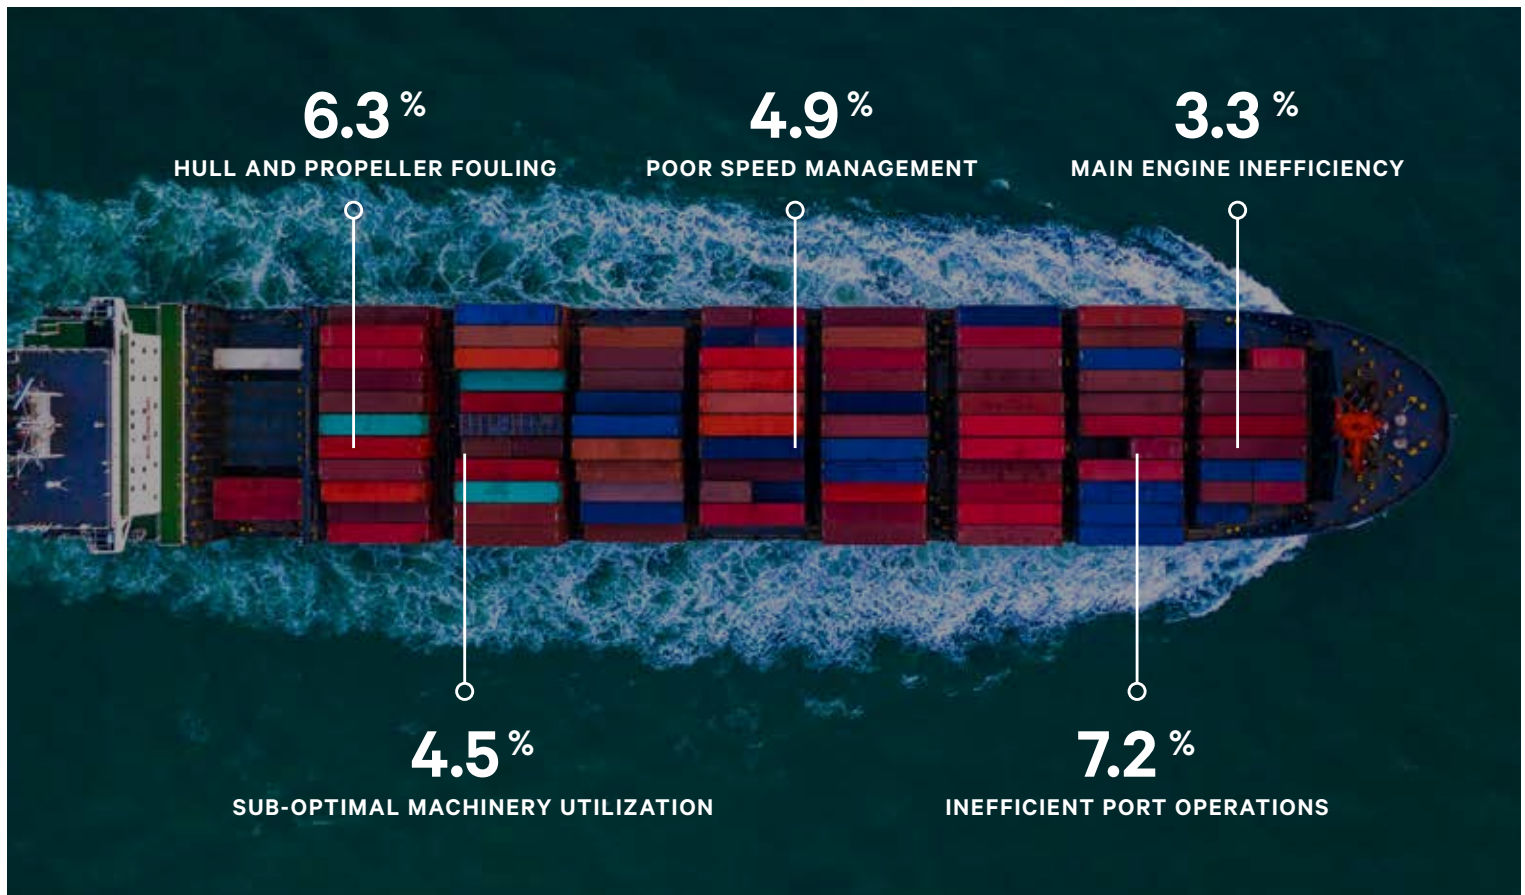 6.3 %
HULL AND PROPELLER FOULING
4.9 %
POOR SPEED MANAGEMENT
3.3 %
MAIN ENGINE INEFFICIENCY
4.5 %
SUB-OPTIMAL MACHINERY UTILIZATION
7.2 %
INEFFICIENT PORT OPERATIONS